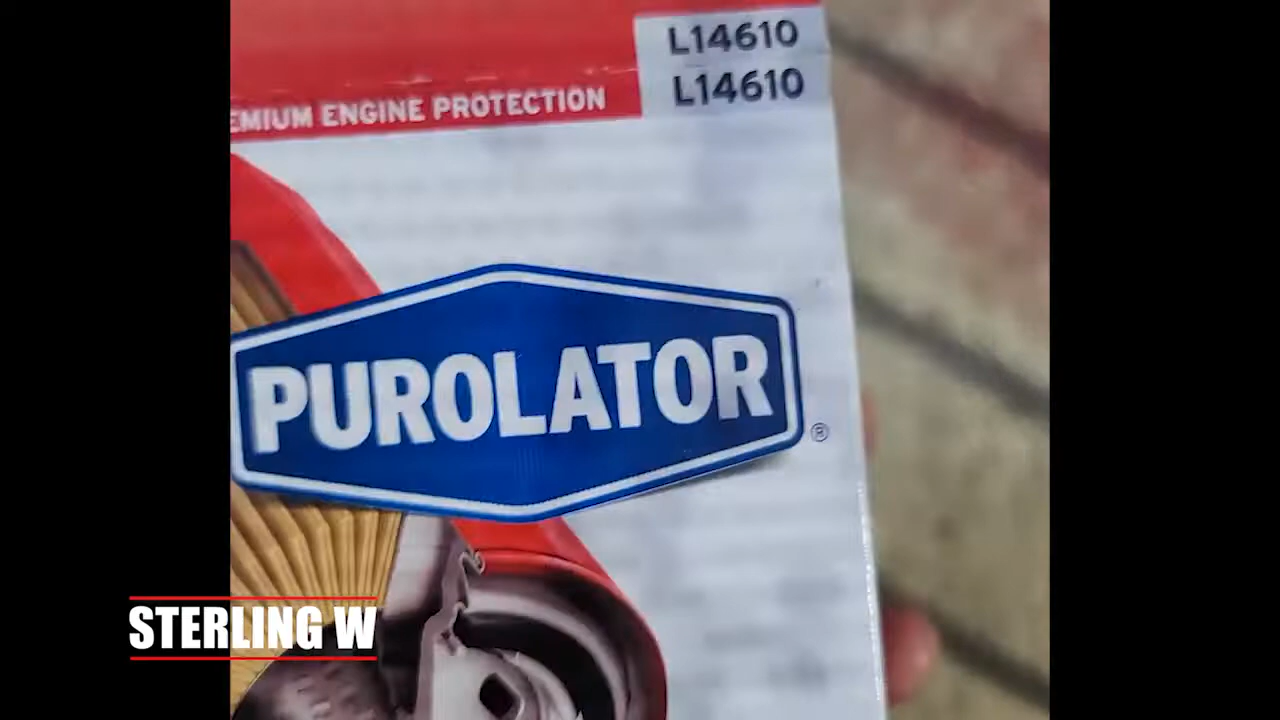 L14610
L14610
EMIUM ENGINE PROTECTION
PUROLATOR
®
STERLING W